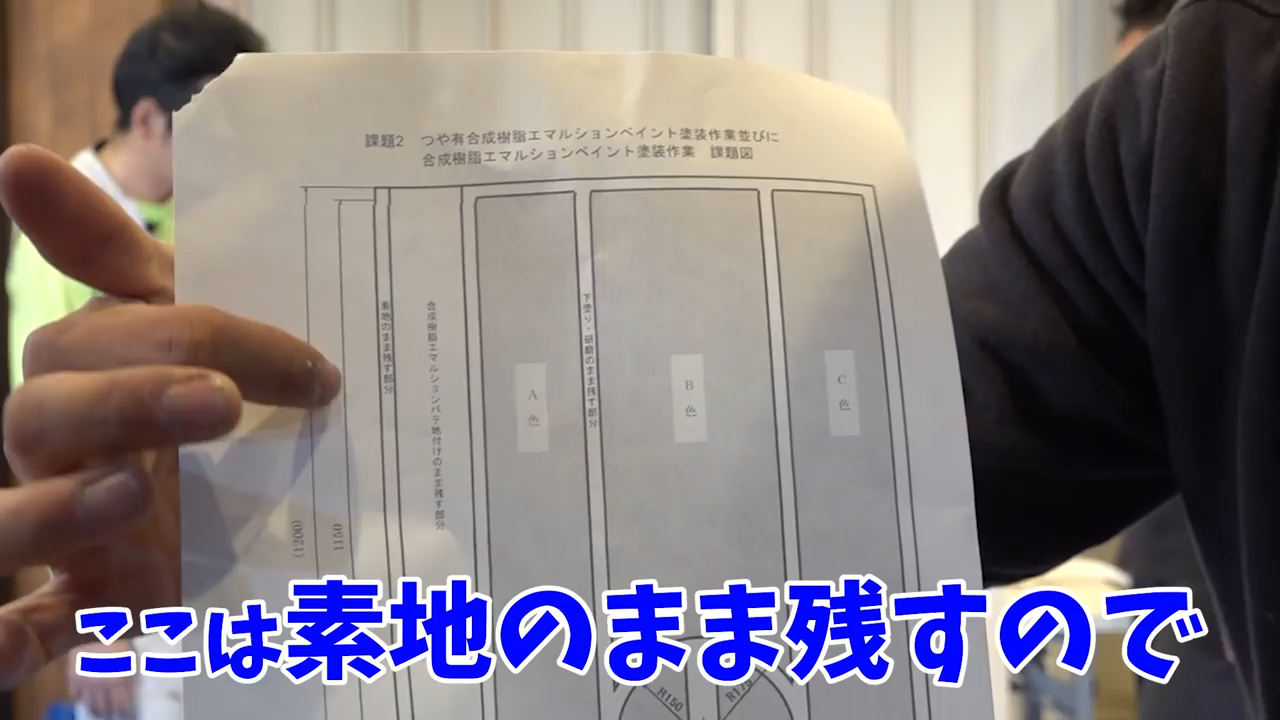 課題2 つや有合成樹脂エマルションペイント塗装作業並びに
合成樹脂エマルションペイント塗装作業 課題図
素地のまま残す部分
合成樹脂エマルションパテ地付けのまま残す部分
下塗り・研磨のまま残す部分
A色
B色
C色
(1200)
1150
R150
R175
ここは素地のまま残すので